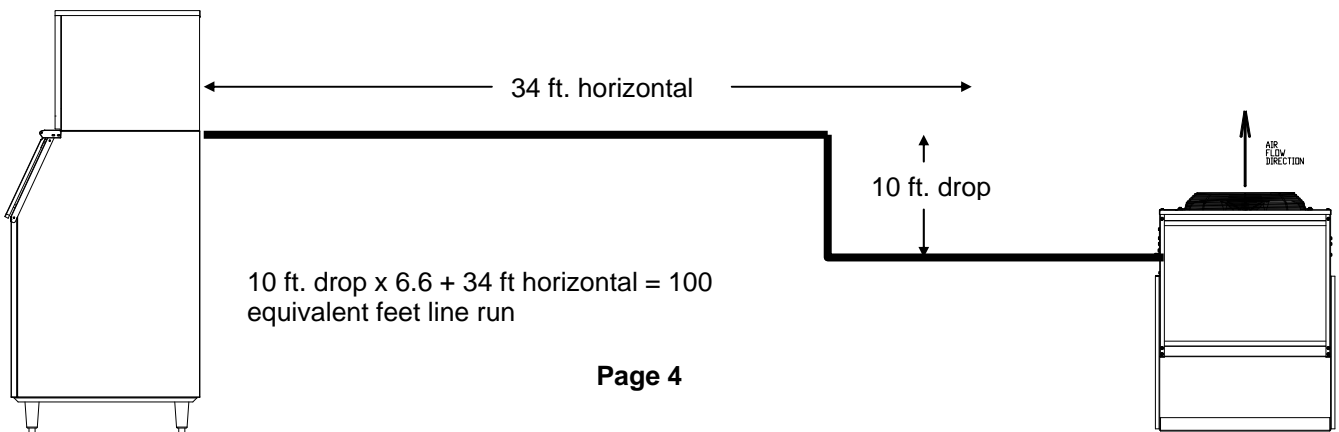 34 ft. horizontal
AIR
FLOW
DIRECTION
10 ft. drop
10 ft. drop x 6.6 + 34 ft horizontal = 100
equivalent feet line run
Page 4